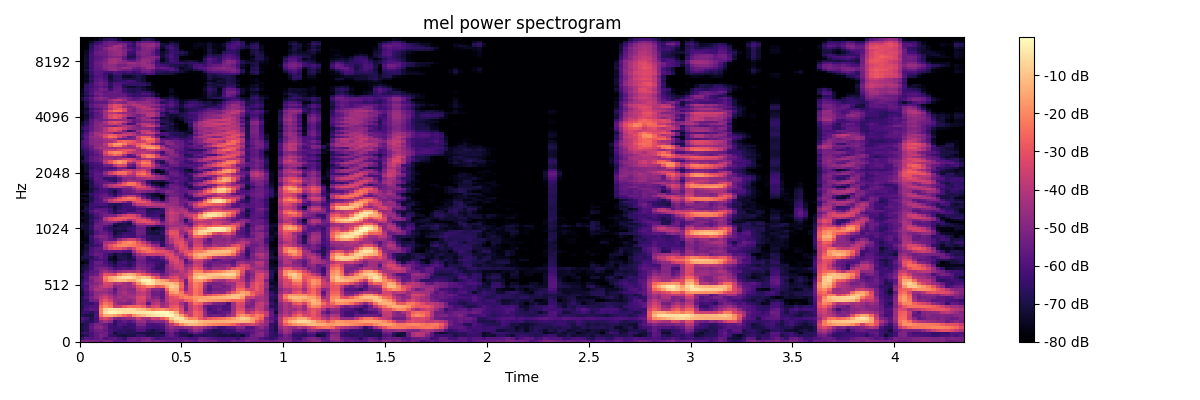 mel power spectrogram
8192
4096
2048
1024
512
0
Hz
0 0.5 1 1.5 2 2.5 3 3.5 4
Time
-10 dB
-20 dB
-30 dB
-40 dB
-50 dB
-60 dB
-70 dB
-80 dB